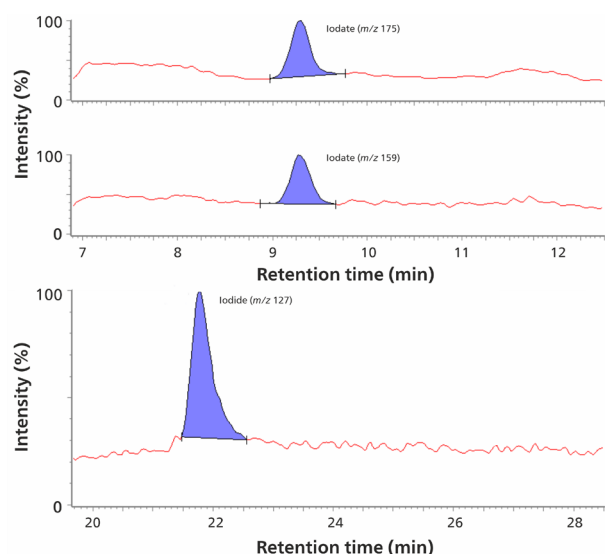 100
Iodate (m/z 175)
0
Intensity (%)
100
Iodate (m/z 159)
0
7 8 9 10 11 12
Retention time (min)
100
Iodide (m/z 127)
Intensity (%)
0
20 22 24 26 28
Retention time (min)